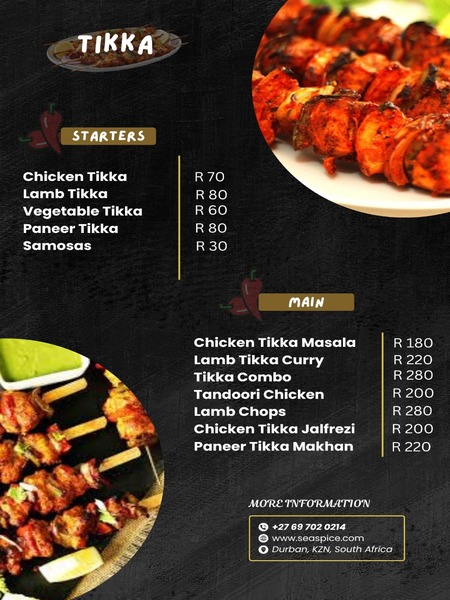 TIKKA
STARTERS
Chicken Tikka R 70
Lamb Tikka R 80
Vegetable Tikka R 60
Paneer Tikka R 80
Samosas R 30
MAIN
Chicken Tikka Masala R 180
Lamb Tikka Curry R 220
Tikka Combo R 280
Tandoori Chicken R 200
Lamb Chops R 280
Chicken Tikka Jalfrezi R 200
Paneer Tikka Makhan R 220
MORE INFORMATION
+27 69 702 0214
www.seaspice.com
Durban, KZN, South Africa